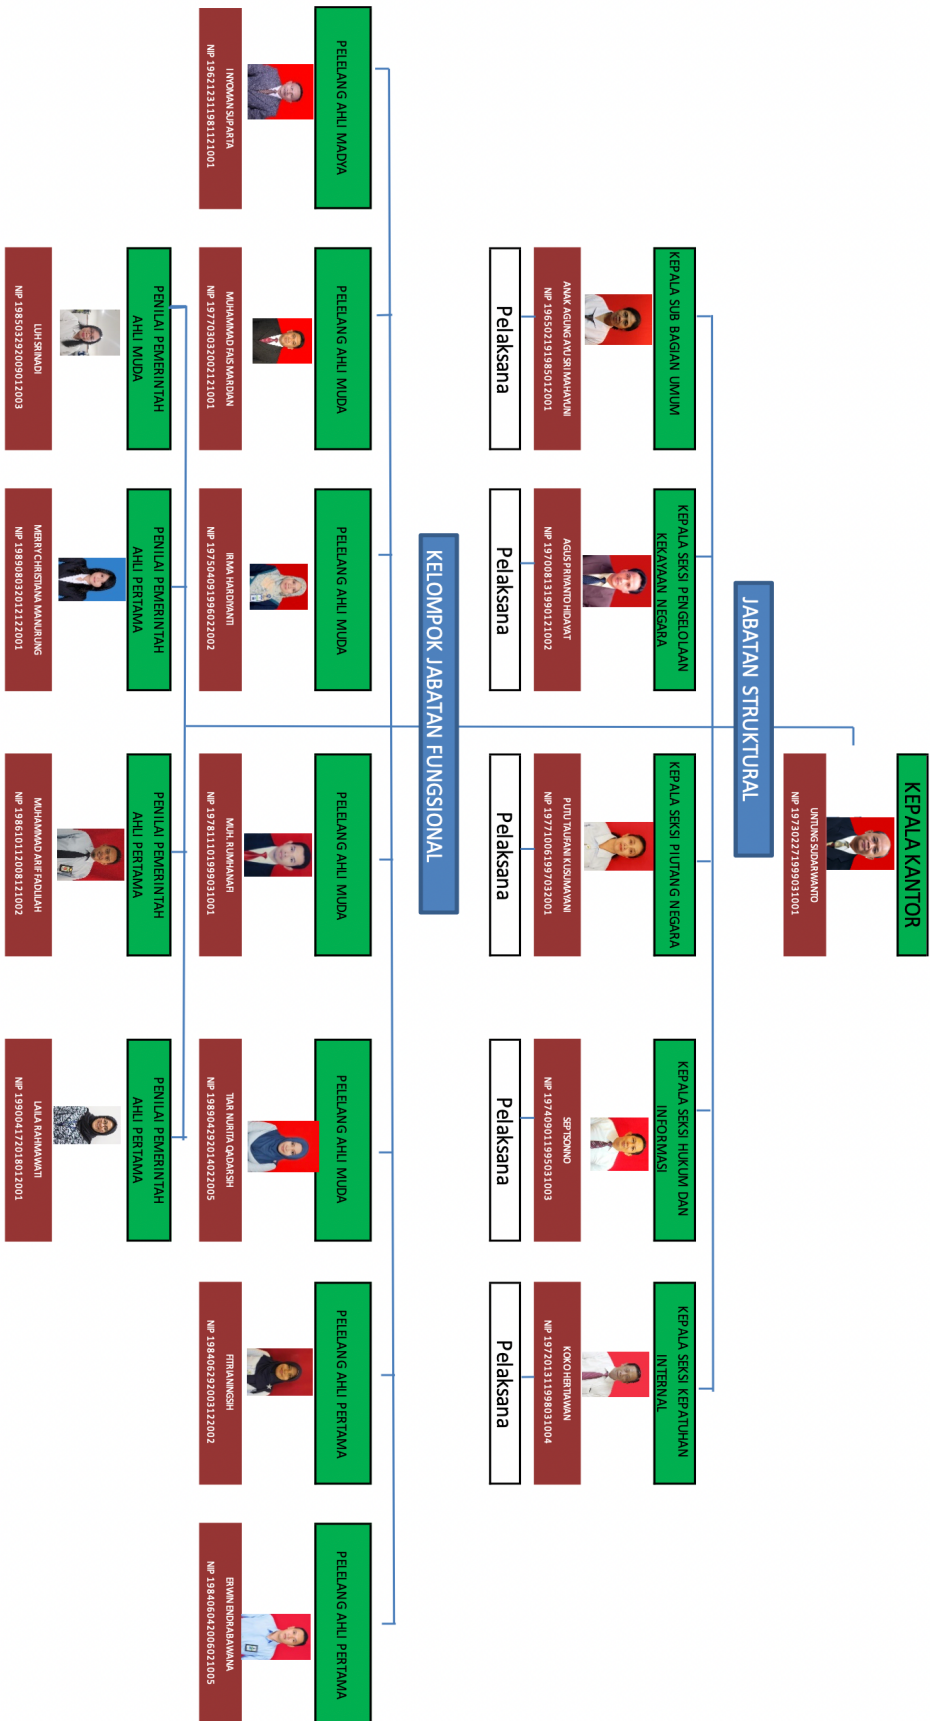 KEPALA KANTOR
UNTUNG SUDARWANTO
NIP 197302271999031001
JABATAN STRUKTURAL
KEPALA SUB BAGIAN UMUM
ANAK AGUNG AYU SRI MAHAYUNI
NIP 196502191985012001
Pelaksana
KEPALA SEKSI PENGELOLAAN
KEKAYAAN NEGARA
AGUS PRIYANTO HIDAYAT
NIP 197008131990121002
Pelaksana
KEPALA SEKSI PIUTANG NEGARA
PUTU TAUFANI KUSUMAYANI
NIP 197710061997032001
Pelaksana
KEPALA SEKSI HUKUM DAN
INFORMASI
SEPTSONNO
NIP 197409011995031003
Pelaksana
KEPALA SEKSI KEPATUHAN
INTERNAL
KOKO HERTIAWAN
NIP 197201311998031004
Pelaksana
KELOMPOK JABATAN FUNGSIONAL
PELELANG AHLI MADYA
I NYOMAN SUPARTA
NIP 196212311981121001
PELELANG AHLI MUDA
MUHAMMAD FAIS MARDIAN
NIP 197703032002121001
PELELANG AHLI MUDA
IRMA HARDIYANTI
NIP 197504091996022002
PELELANG AHLI MUDA
MUH. RUMHANAFI
NIP 197811101999031001
PELELANG AHLI MUDA
TIAR NURITA QADARSIH
NIP 198904292014022005
PELELANG AHLI PERTAMA
FITRIANINGSIH
NIP 198406292003122002
PELELANG AHLI PERTAMA
ERWIN ENDRABAWANA
NIP 198406042006021005
PENILAI PEMERINTAH
AHLI MUDA
LUH SRINADI
NIP 198503292009012003
PENILAI PEMERINTAH
AHLI PERTAMA
MERRY CHRISTIANA MANURUNG
NIP 198908032012122001
PENILAI PEMERINTAH
AHLI PERTAMA
MUHAMMAD ARIF FADLILAH
NIP 198610112008121002
PENILAI PEMERINTAH
AHLI PERTAMA
LAILA RAHMAWATI
NIP 199004172018012001